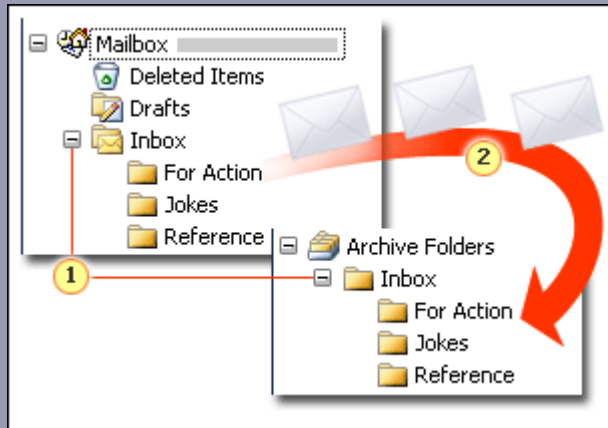 Mailbox
Deleted Items
Drafts
Inbox
For Action
Jokes
Reference
2
1
Archive Folders
Inbox
For Action
Jokes
Reference